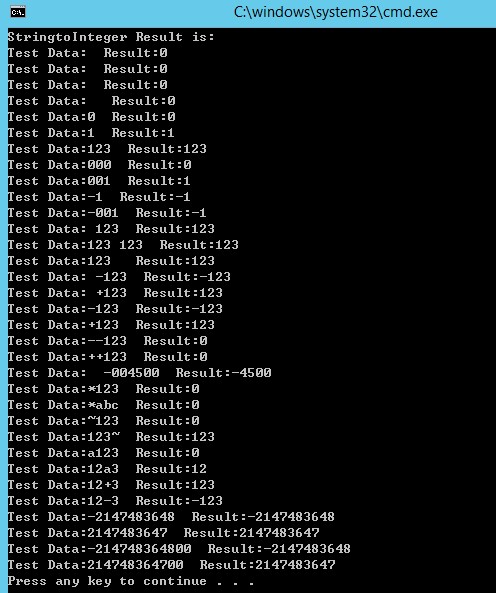 C:\windows\system32\cmd.exe
StringtoInteger Result is:
Test Data:  Result:0
Test Data:  Result:0
Test Data:  Result:0
Test Data:   Result:0
Test Data:0  Result:0
Test Data:1  Result:1
Test Data:123  Result:123
Test Data:000  Result:0
Test Data:001  Result:1
Test Data:-1  Result:-1
Test Data:-001  Result:-1
Test Data: 123  Result:123
Test Data:123 123  Result:123
Test Data:123   Result:123
Test Data: -123  Result:-123
Test Data: +123  Result:123
Test Data:-123  Result:-123
Test Data:+123  Result:123
Test Data:--123  Result:0
Test Data:++123  Result:0
Test Data:  -004500  Result:-4500
Test Data:*123  Result:0
Test Data:*abc  Result:0
Test Data:~123  Result:0
Test Data:123~  Result:123
Test Data:a123  Result:0
Test Data:12a3  Result:12
Test Data:12+3  Result:123
Test Data:12-3  Result:-123
Test Data:-2147483648  Result:-2147483648
Test Data:2147483647  Result:2147483647
Test Data:-214748364800  Result:-2147483648
Test Data:214748364700  Result:2147483647
Press any key to continue . . .